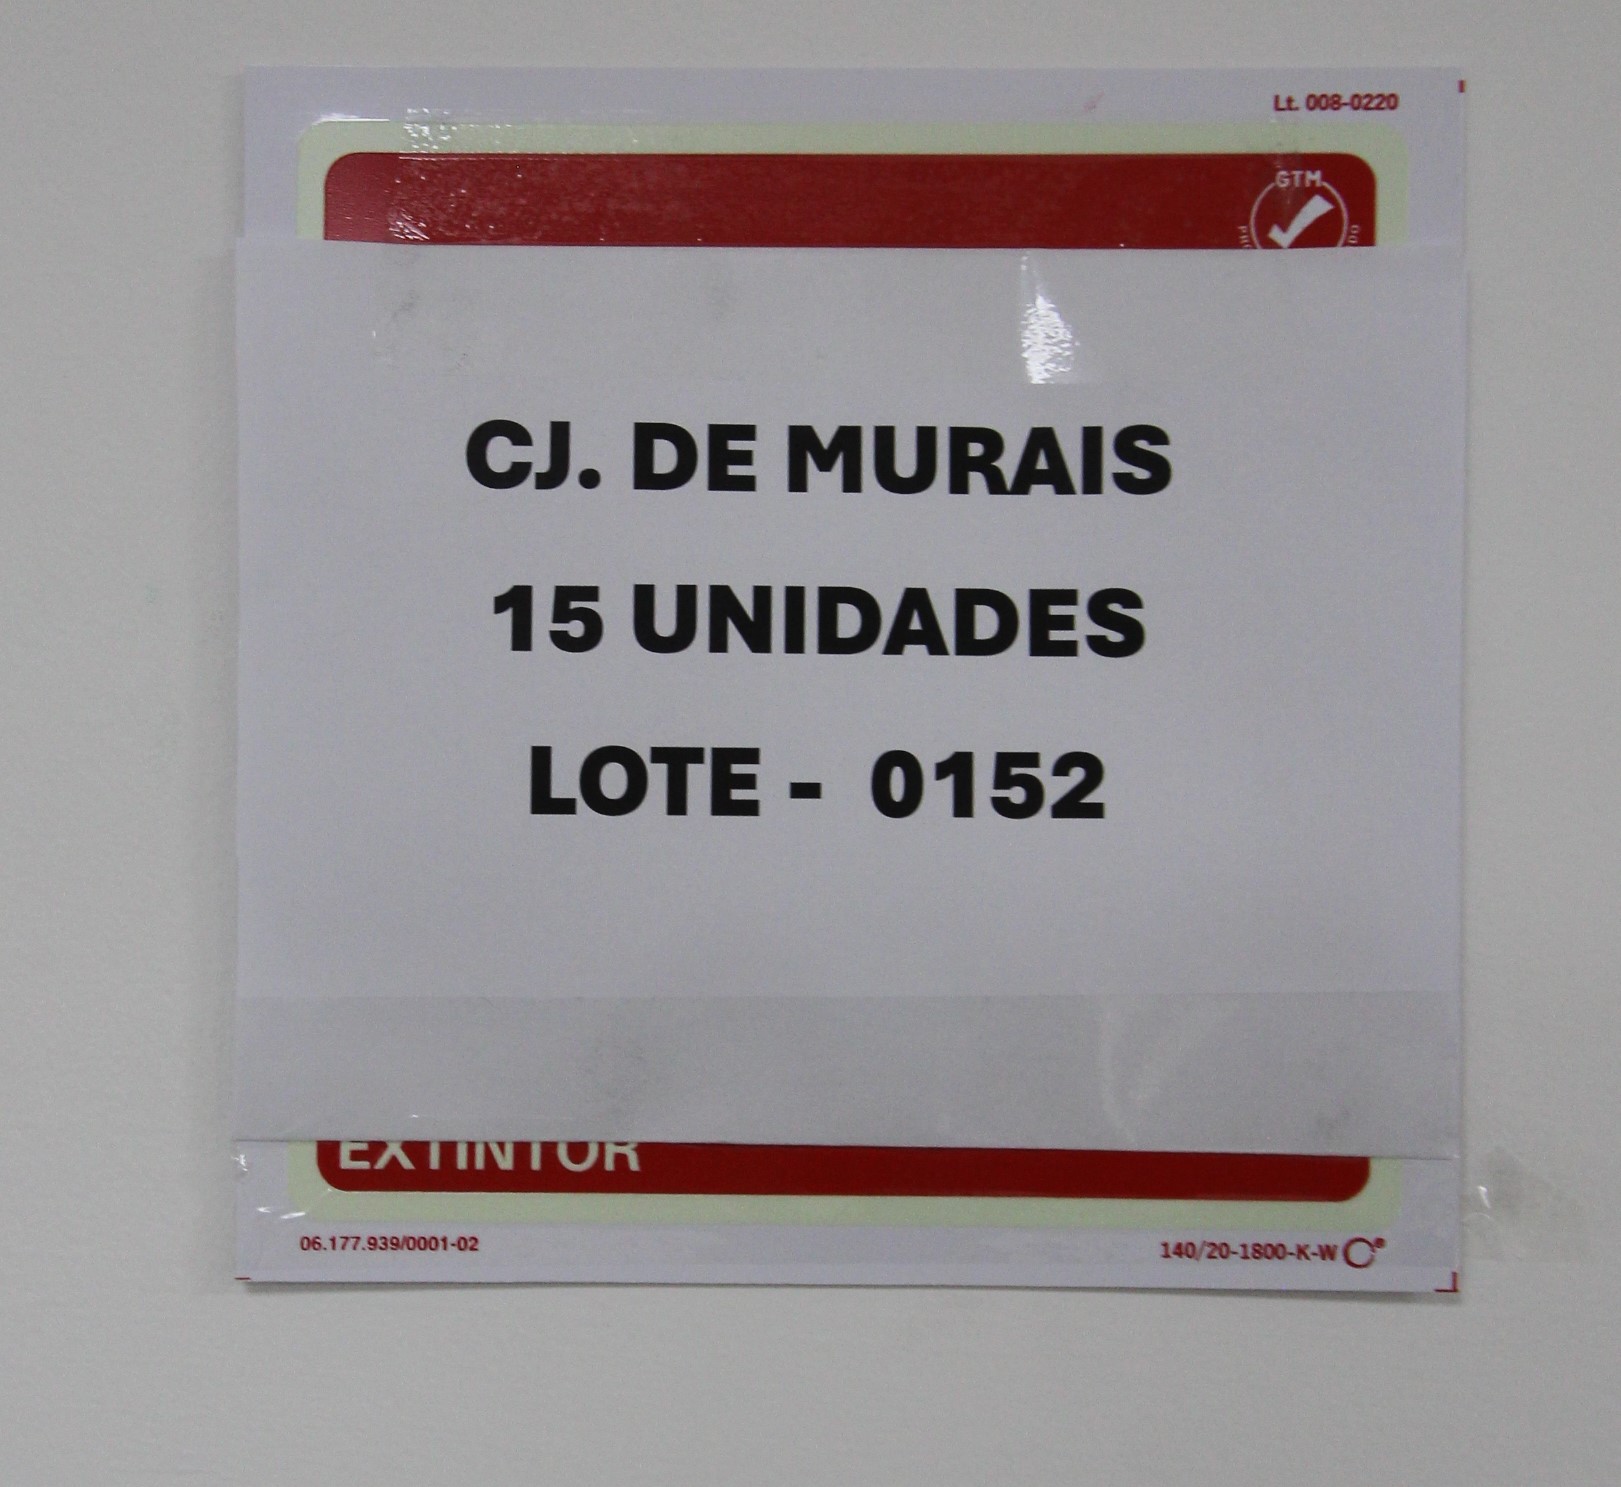 Lt. 008-0220
GTM
CJ. DE MURAIS
15 UNIDADES
LOTE - 0152
EXTINTOR
06.177.939/0001-02
140/20-1800-K-W